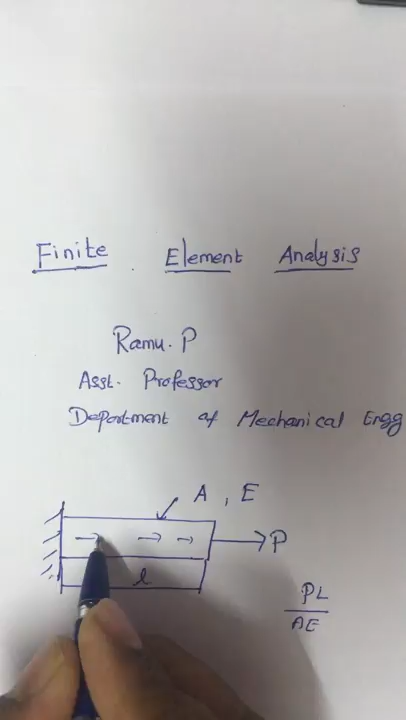 Finite Element Analysis
Ramu. P
Asst. Professor
Department of Mechanical Engg
A , E
P
l
PL
AE